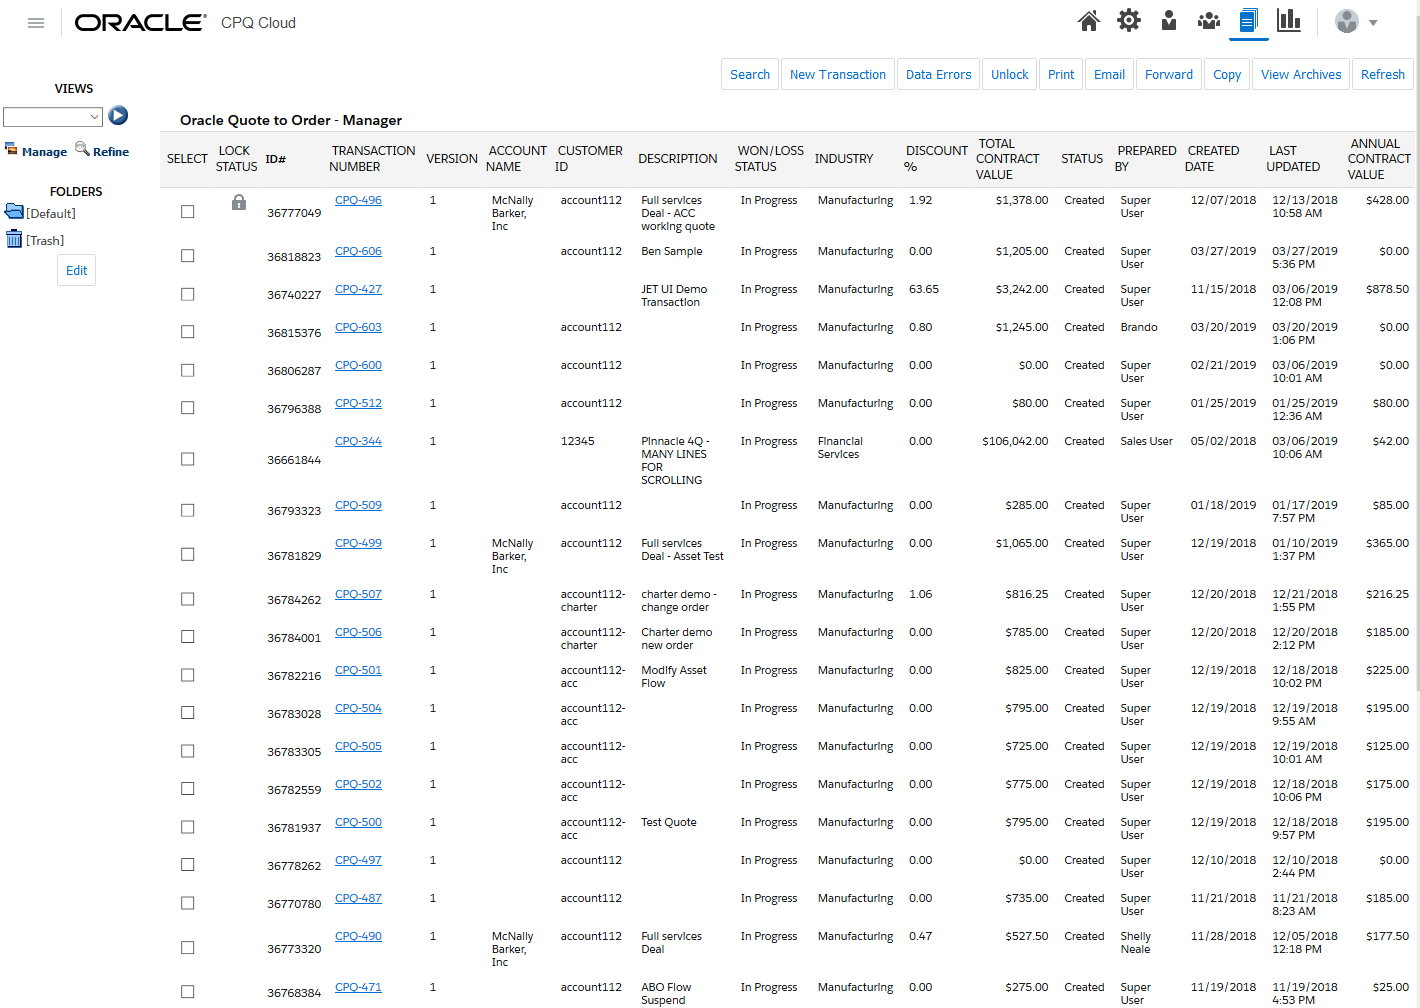 ORACLE CPQ Cloud
Search New Transaction Data Errors Unlock Print Email Forward Copy View Archives Refresh
VIEWS
Manage Refine
FOLDERS
[Default]
[Trash]
Edit
Oracle Quote to Order - Manager
SELECT LOCK STATUS ID# TRANSACTION NUMBER VERSION ACCOUNT NAME CUSTOMER ID DESCRIPTION WON/LOSS STATUS INDUSTRY DISCOUNT % TOTAL CONTRACT VALUE STATUS PREPARED BY CREATED DATE LAST UPDATED ANNUAL CONTRACT VALUE
36777049 CPQ-496 1 McNally Barker, Inc account112 Full services Deal - ACC working quote In Progress Manufacturing 1.92 $1,378.00 Created Super User 12/07/2018 12/13/2018 10:58 AM $428.00
36818823 CPQ-606 1 account112 Ben Sample In Progress Manufacturing 0.00 $1,205.00 Created Super User 03/27/2019 03/27/2019 5:36 PM $0.00
36740227 CPQ-427 1 JET UI Demo Transaction In Progress Manufacturing 63.65 $3,242.00 Created Super User 11/15/2018 03/06/2019 12:08 PM $878.50
36815376 CPQ-603 1 account112 In Progress Manufacturing 0.80 $1,245.00 Created Brando 03/20/2019 03/20/2019 1:06 PM $0.00
36806287 CPQ-600 1 account112 In Progress Manufacturing 0.00 $0.00 Created Super User 02/21/2019 03/06/2019 10:01 AM $0.00
36796388 CPQ-512 1 account112 In Progress Manufacturing 0.00 $80.00 Created Super User 01/25/2019 01/25/2019 12:36 AM $80.00
36661844 CPQ-344 1 12345 Pinnacle 4Q - MANY LINES FOR SCROLLING In Progress Financial Services 0.00 $106,042.00 Created Sales User 05/02/2018 03/06/2019 10:06 AM $42.00
36793323 CPQ-509 1 account112 In Progress Manufacturing 0.00 $285.00 Created Super User 01/18/2019 01/17/2019 7:57 PM $85.00
36781829 CPQ-499 1 McNally Barker, Inc account112 Full services Deal - Asset Test In Progress Manufacturing 0.00 $1,065.00 Created Super User 12/19/2018 01/10/2019 1:37 PM $365.00
36784262 CPQ-507 1 account112-charter charter demo - change order In Progress Manufacturing 1.06 $816.25 Created Super User 12/20/2018 12/21/2018 1:55 PM $216.25
36784001 CPQ-506 1 account112-charter Charter demo new order In Progress Manufacturing 0.00 $785.00 Created Super User 12/20/2018 12/20/2018 2:12 PM $185.00
36782216 CPQ-501 1 account112-acc Modify Asset Flow In Progress Manufacturing 0.00 $825.00 Created Super User 12/19/2018 12/18/2018 10:02 PM $225.00
36783028 CPQ-504 1 account112-acc In Progress Manufacturing 0.00 $795.00 Created Super User 12/19/2018 12/19/2018 9:55 AM $195.00
36783305 CPQ-505 1 account112-acc In Progress Manufacturing 0.00 $725.00 Created Super User 12/19/2018 12/19/2018 10:01 AM $125.00
36782559 CPQ-502 1 account112-acc In Progress Manufacturing 0.00 $775.00 Created Super User 12/19/2018 12/18/2018 10:06 PM $175.00
36781937 CPQ-500 1 account112-acc Test Quote In Progress Manufacturing 0.00 $795.00 Created Super User 12/19/2018 12/18/2018 9:57 PM $195.00
36778262 CPQ-497 1 account112 In Progress Manufacturing 0.00 $0.00 Created Super User 12/10/2018 12/10/2018 2:44 PM $0.00
36770780 CPQ-487 1 account112 In Progress Manufacturing 0.00 $735.00 Created Super User 11/21/2018 11/21/2018 8:23 AM $185.00
36773320 CPQ-490 1 McNally Barker, Inc account112 Full services Deal In Progress Manufacturing 0.47 $527.50 Created Shelly Neale 11/28/2018 12/05/2018 12:18 PM $177.50
36768384 CPQ-471 1 account112 ABO Flow Suspend In Progress Manufacturing 0.00 $275.00 Created Super User 11/19/2018 11/19/2018 4:53 PM $25.00